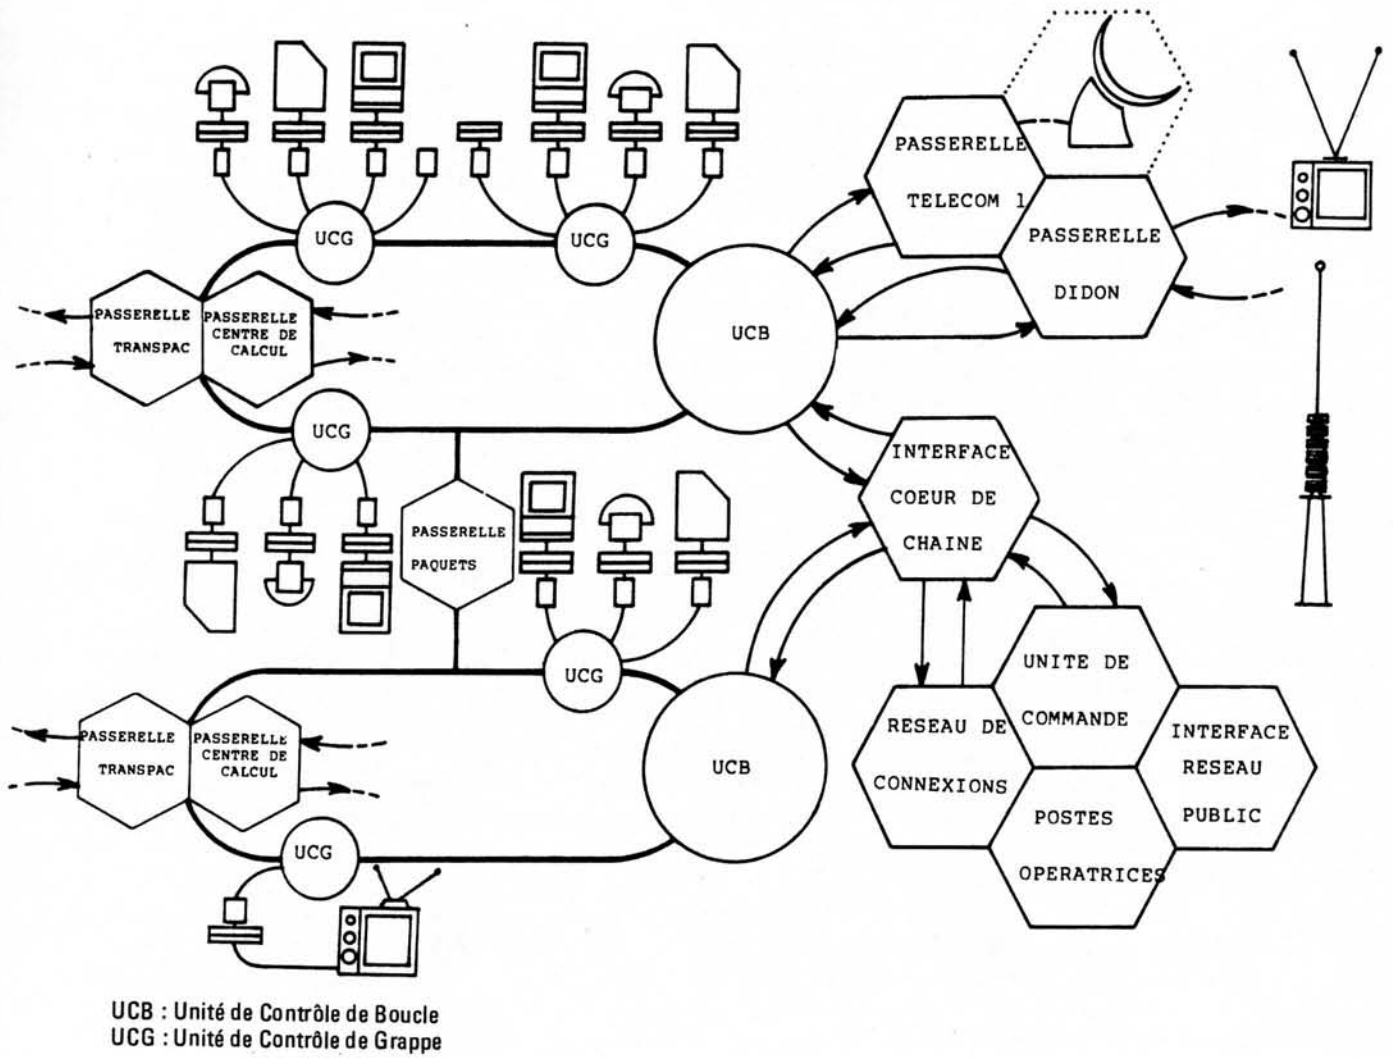 UCG
UCG
PASSERELLE
TELECOM 1
PASSERELLE
DIDON
PASSERELLE
TRANSPAC
PASSERELLE
CENTRE DE
CALCUL
UCB
UCG
INTERFACE
COEUR DE
CHAINE
PASSERELLE
PAQUETS
UCG
UNITE DE
COMMANDE
RESEAU DE
CONNEXIONS
INTERFACE
RESEAU
PUBLIC
PASSERELLE
TRANSPAC
PASSERELLE
CENTRE DE
CALCUL
UCB
POSTES
OPERATRICES
UCG
UCB : Unité de Contrôle de Boucle
UCG : Unité de Contrôle de Grappe